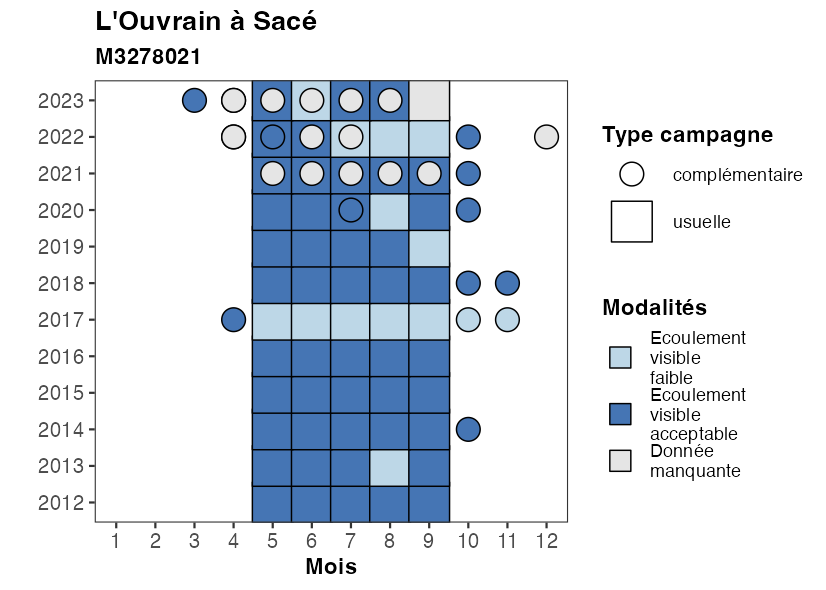 L'Ouvrain à Sacé
M3278021
2023
2022
2021
2020
2019
2018
2017
2016
2015
2014
2013
2012
1 2 3 4 5 6 7 8 9 10 11 12
Mois
Type campagne
complémentaire
usuelle
Modalités
Ecoulement
visible
faible
Ecoulement
visible
acceptable
Donnée
manquante